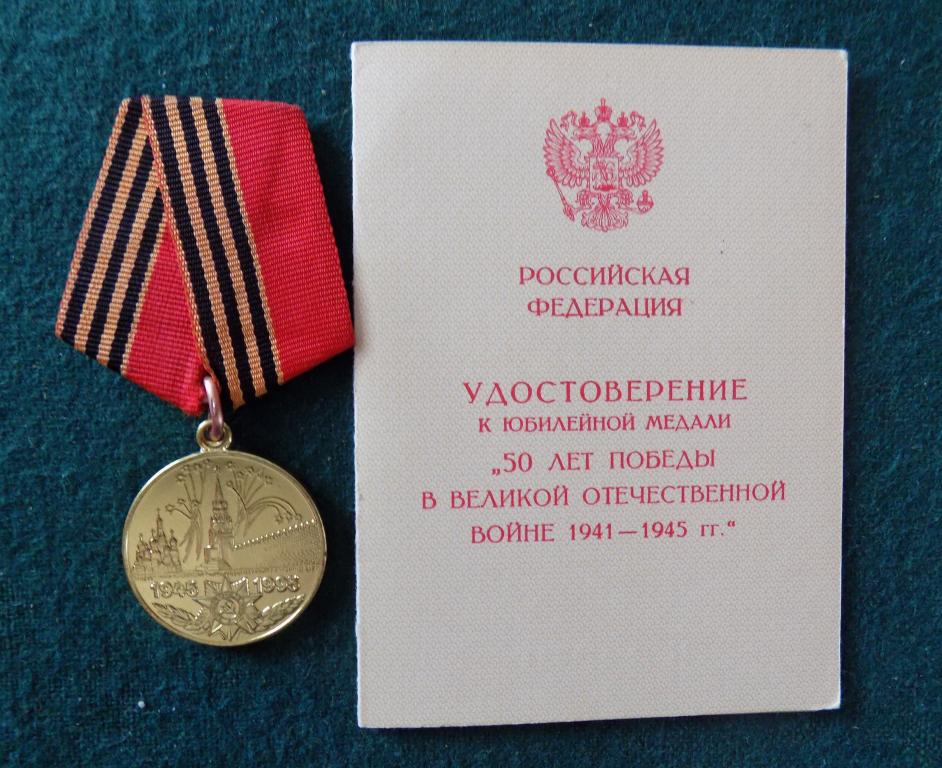 РОССИЙСКАЯ
ФЕДЕРАЦИЯ
УДОСТОВЕРЕНИЕ
К ЮБИЛЕЙНОЙ МЕДАЛИ
„50 ЛЕТ ПОБЕДЫ
В ВЕЛИКОЙ ОТЕЧЕСТВЕННОЙ
ВОЙНЕ 1941—1945 гг.“
1945 1995